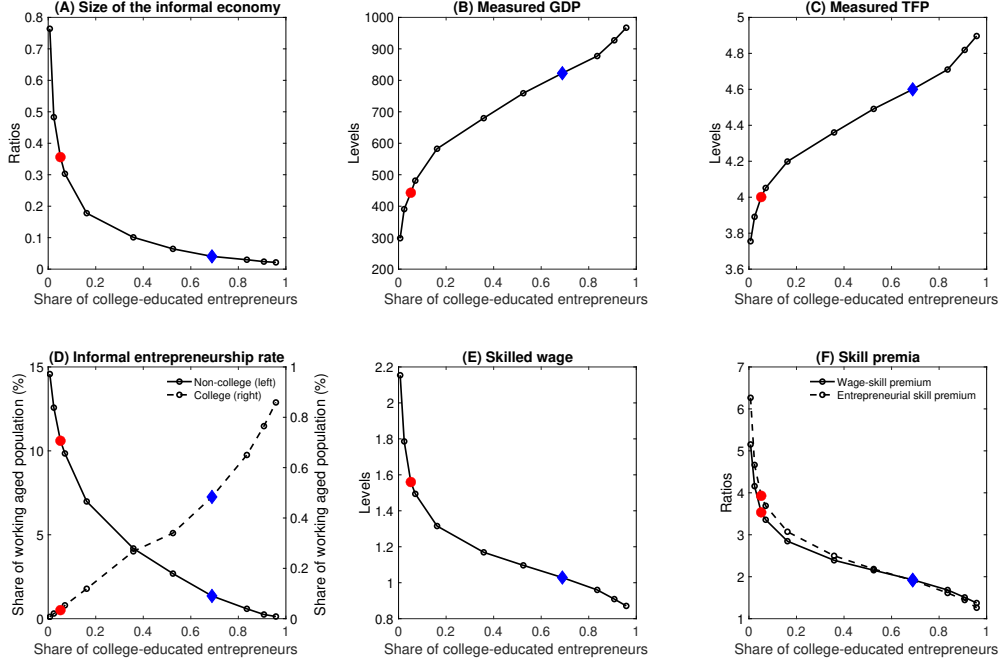 (A) Size of the informal economy
Ratios
0.8
0.7
0.6
0.5
0.4
0.3
0.2
0.1
0
0 0.2 0.4 0.6 0.8 1
Share of college-educated entrepreneurs
(B) Measured GDP
Levels
1000
900
800
700
600
500
400
300
200
0 0.2 0.4 0.6 0.8 1
Share of college-educated entrepreneurs
(C) Measured TFP
Levels
5
4.8
4.6
4.4
4.2
4
3.8
3.6
0 0.2 0.4 0.6 0.8 1
Share of college-educated entrepreneurs
(D) Informal entrepreneurship rate
Share of working aged population (%)
15
10
5
0
Non-college (left)
College (right)
1
0.8
0.6
0.4
0.2
0
Share of working aged population (%)
0 0.2 0.4 0.6 0.8 1
Share of college-educated entrepreneurs
(E) Skilled wage
Levels
2.2
2
1.8
1.6
1.4
1.2
1
0.8
0 0.2 0.4 0.6 0.8 1
Share of college-educated entrepreneurs
(F) Skill premia
Ratios
7
6
5
4
3
2
1
Wage-skill premium
Entrepreneurial skill premium
0 0.2 0.4 0.6 0.8 1
Share of college-educated entrepreneurs